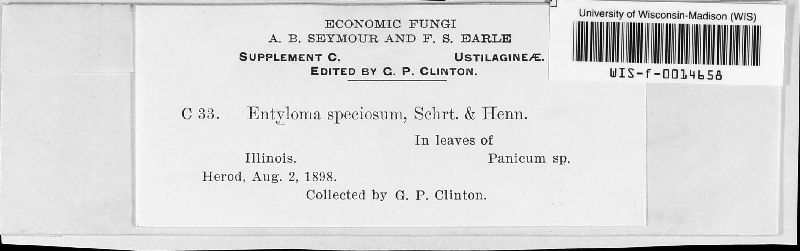 ECONOMIC FUNGI
A. B. SEYMOUR AND F. S. EARLE
SUPPLEMENT C. USTILAGINEÆ.
EDITED BY G. P. CLINTON.
University of Wisconsin-Madison (WIS)
WIS-f-0014658
C 33. Entyloma speciosum, Schrt. & Henn.
In leaves of
Illinois. Panicum sp.
Herod, Aug. 2, 1898.
Collected by G. P. Clinton.